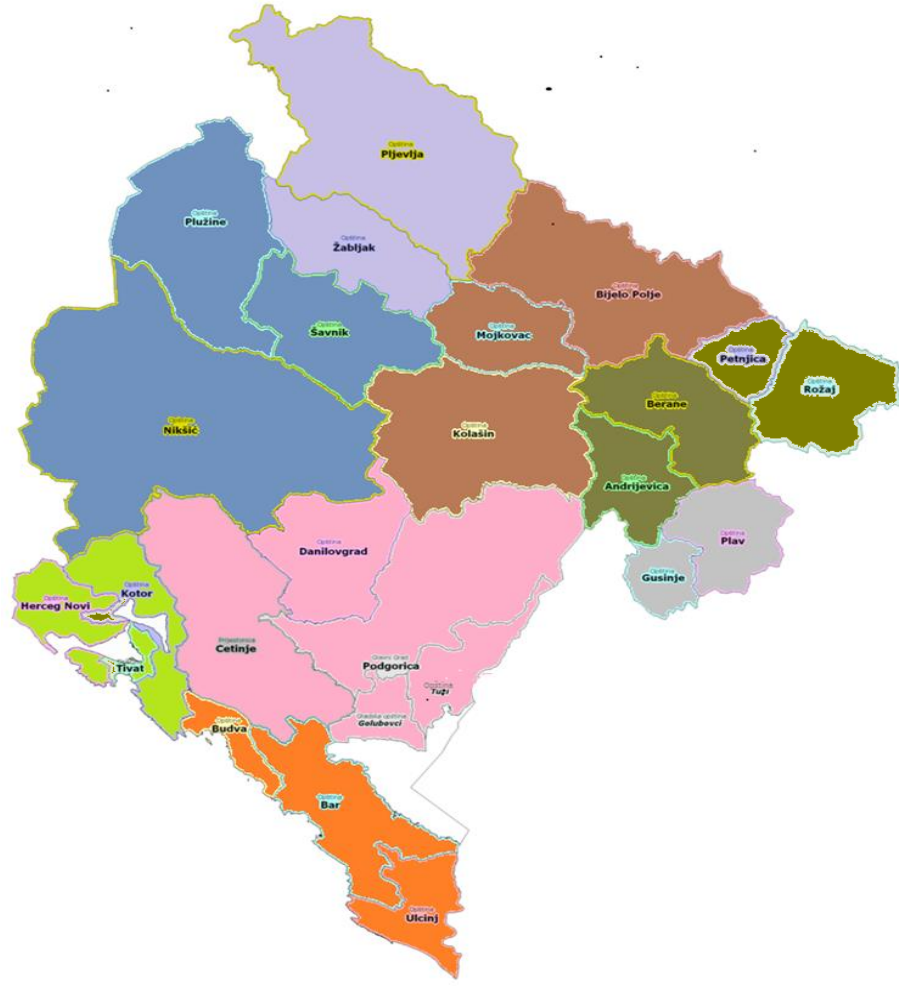 Opština
Pljevlja
Opština
Plužine
Opština
Žabljak
Opština
Bijelo Polje
Opština
Šavnik
Opština
Mojkovac
Opština
Petnjica
Opština
Rožaj
Opština
Berane
Opština
Nikšić
Opština
Kolašin
Opština
Andrijevica
Opština
Danilovgrad
Opština
Plav
Opština
Gusinje
Opština
Kotor
Opština
Herceg Novi
Prijestonica
Cetinje
Opština
Tivat
Glavni Grad
Podgorica
Opština
Tuzi
Gradska opština
Golubovci
Opština
Budva
Opština
Bar
Opština
Ulcinj